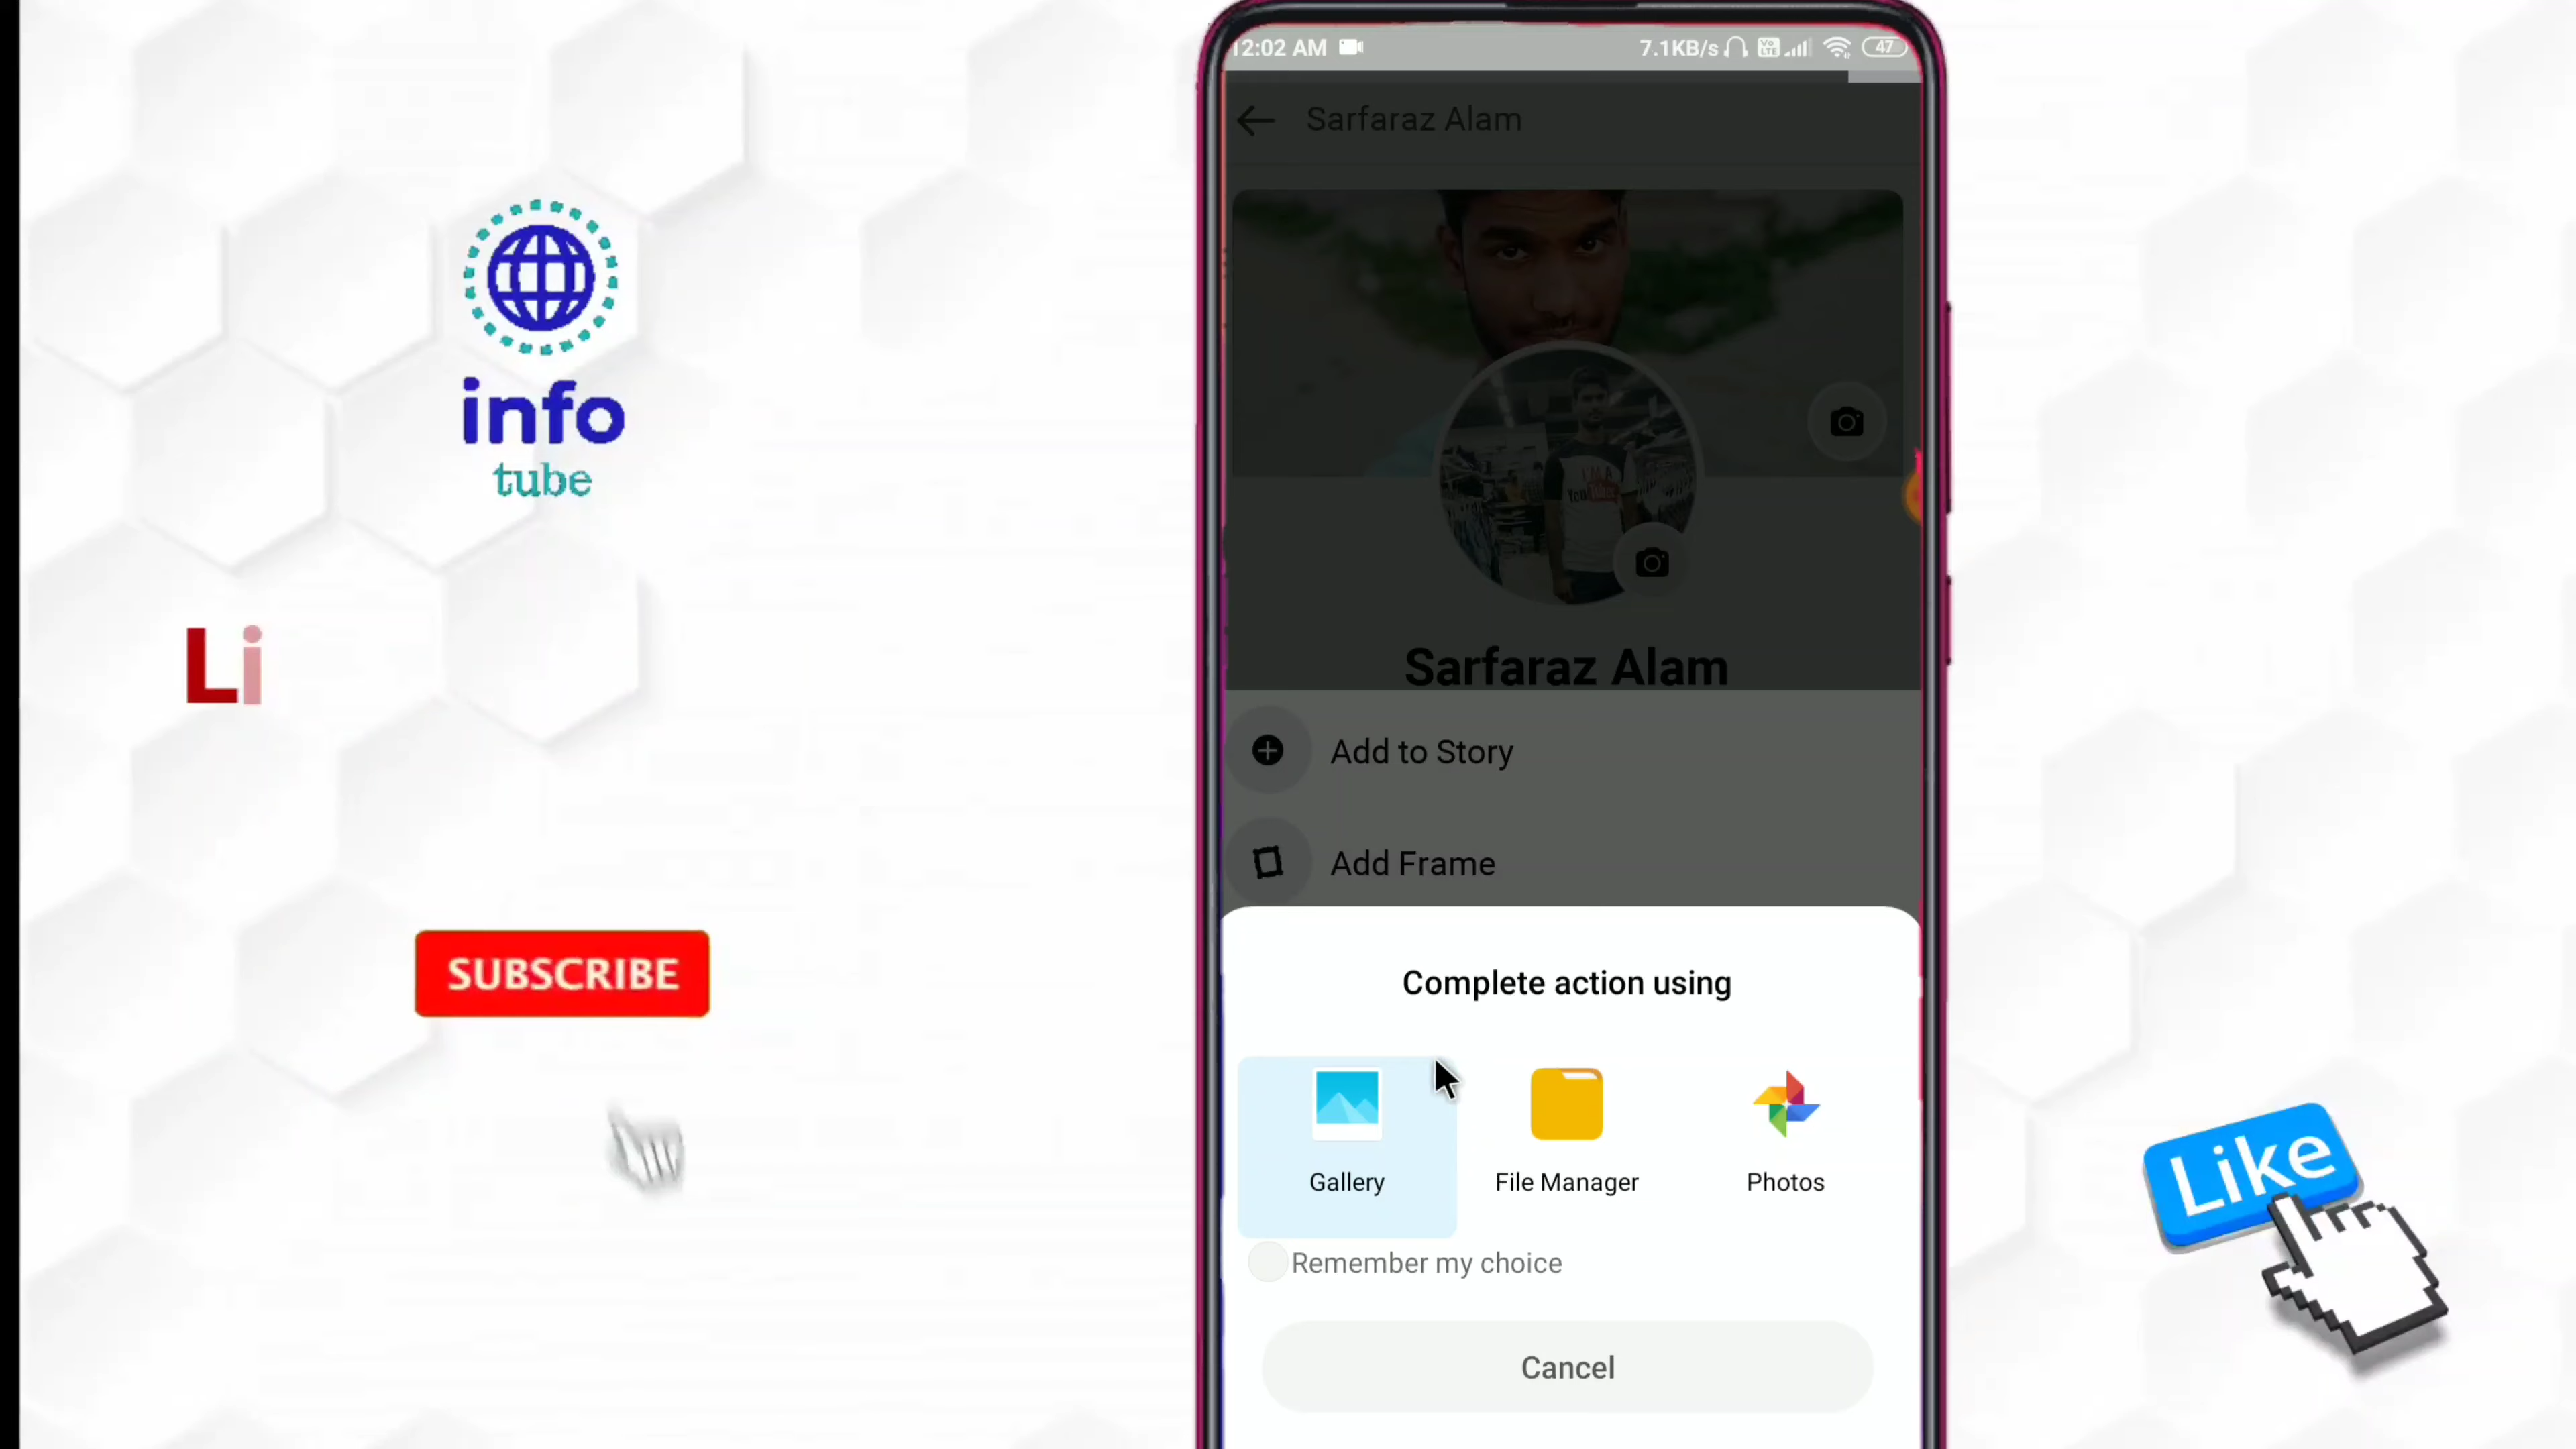 info
tube
Li
SUBSCRIBE
12:02 AM
7.1KB/s
47
Sarfaraz Alam
I'M A
Sarfaraz Alam
Add to Story
Add Frame
Complete action using
Gallery
File Manager
Photos
Remember my choice
Cancel
Like